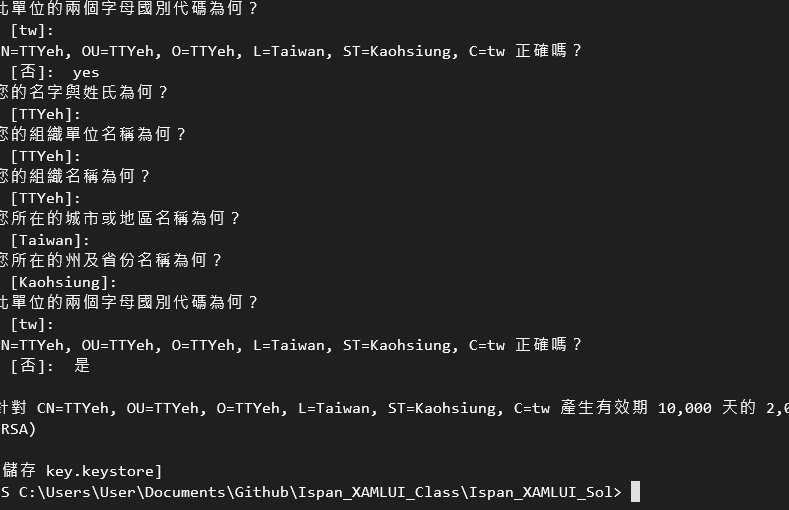 此單位的兩個字母國別代碼為何？
[tw]:
N=TTYeh, OU=TTYeh, O=TTYeh, L=Taiwan, ST=Kaohsiung, C=tw 正確嗎？
[否]: yes
您的名字與姓氏為何？
[TTYeh]:
您的組織單位名稱為何？
[TTYeh]:
您的組織名稱為何？
[TTYeh]:
您所在的城市或地區名稱為何？
[Taiwan]:
您所在的州及省份名稱為何？
[Kaohsiung]:
此單位的兩個字母國別代碼為何？
[tw]:
N=TTYeh, OU=TTYeh, O=TTYeh, L=Taiwan, ST=Kaohsiung, C=tw 正確嗎？
[否]: 是
針對 CN=TTYeh, OU=TTYeh, O=TTYeh, L=Taiwan, ST=Kaohsiung, C=tw 產生有效期 10,000 天的 2,0
RSA)
儲存 key.keystore]
S C:\Users\User\Documents\Github\Ispan_XAMLUI_Class\Ispan_XAMLUI_Sol>